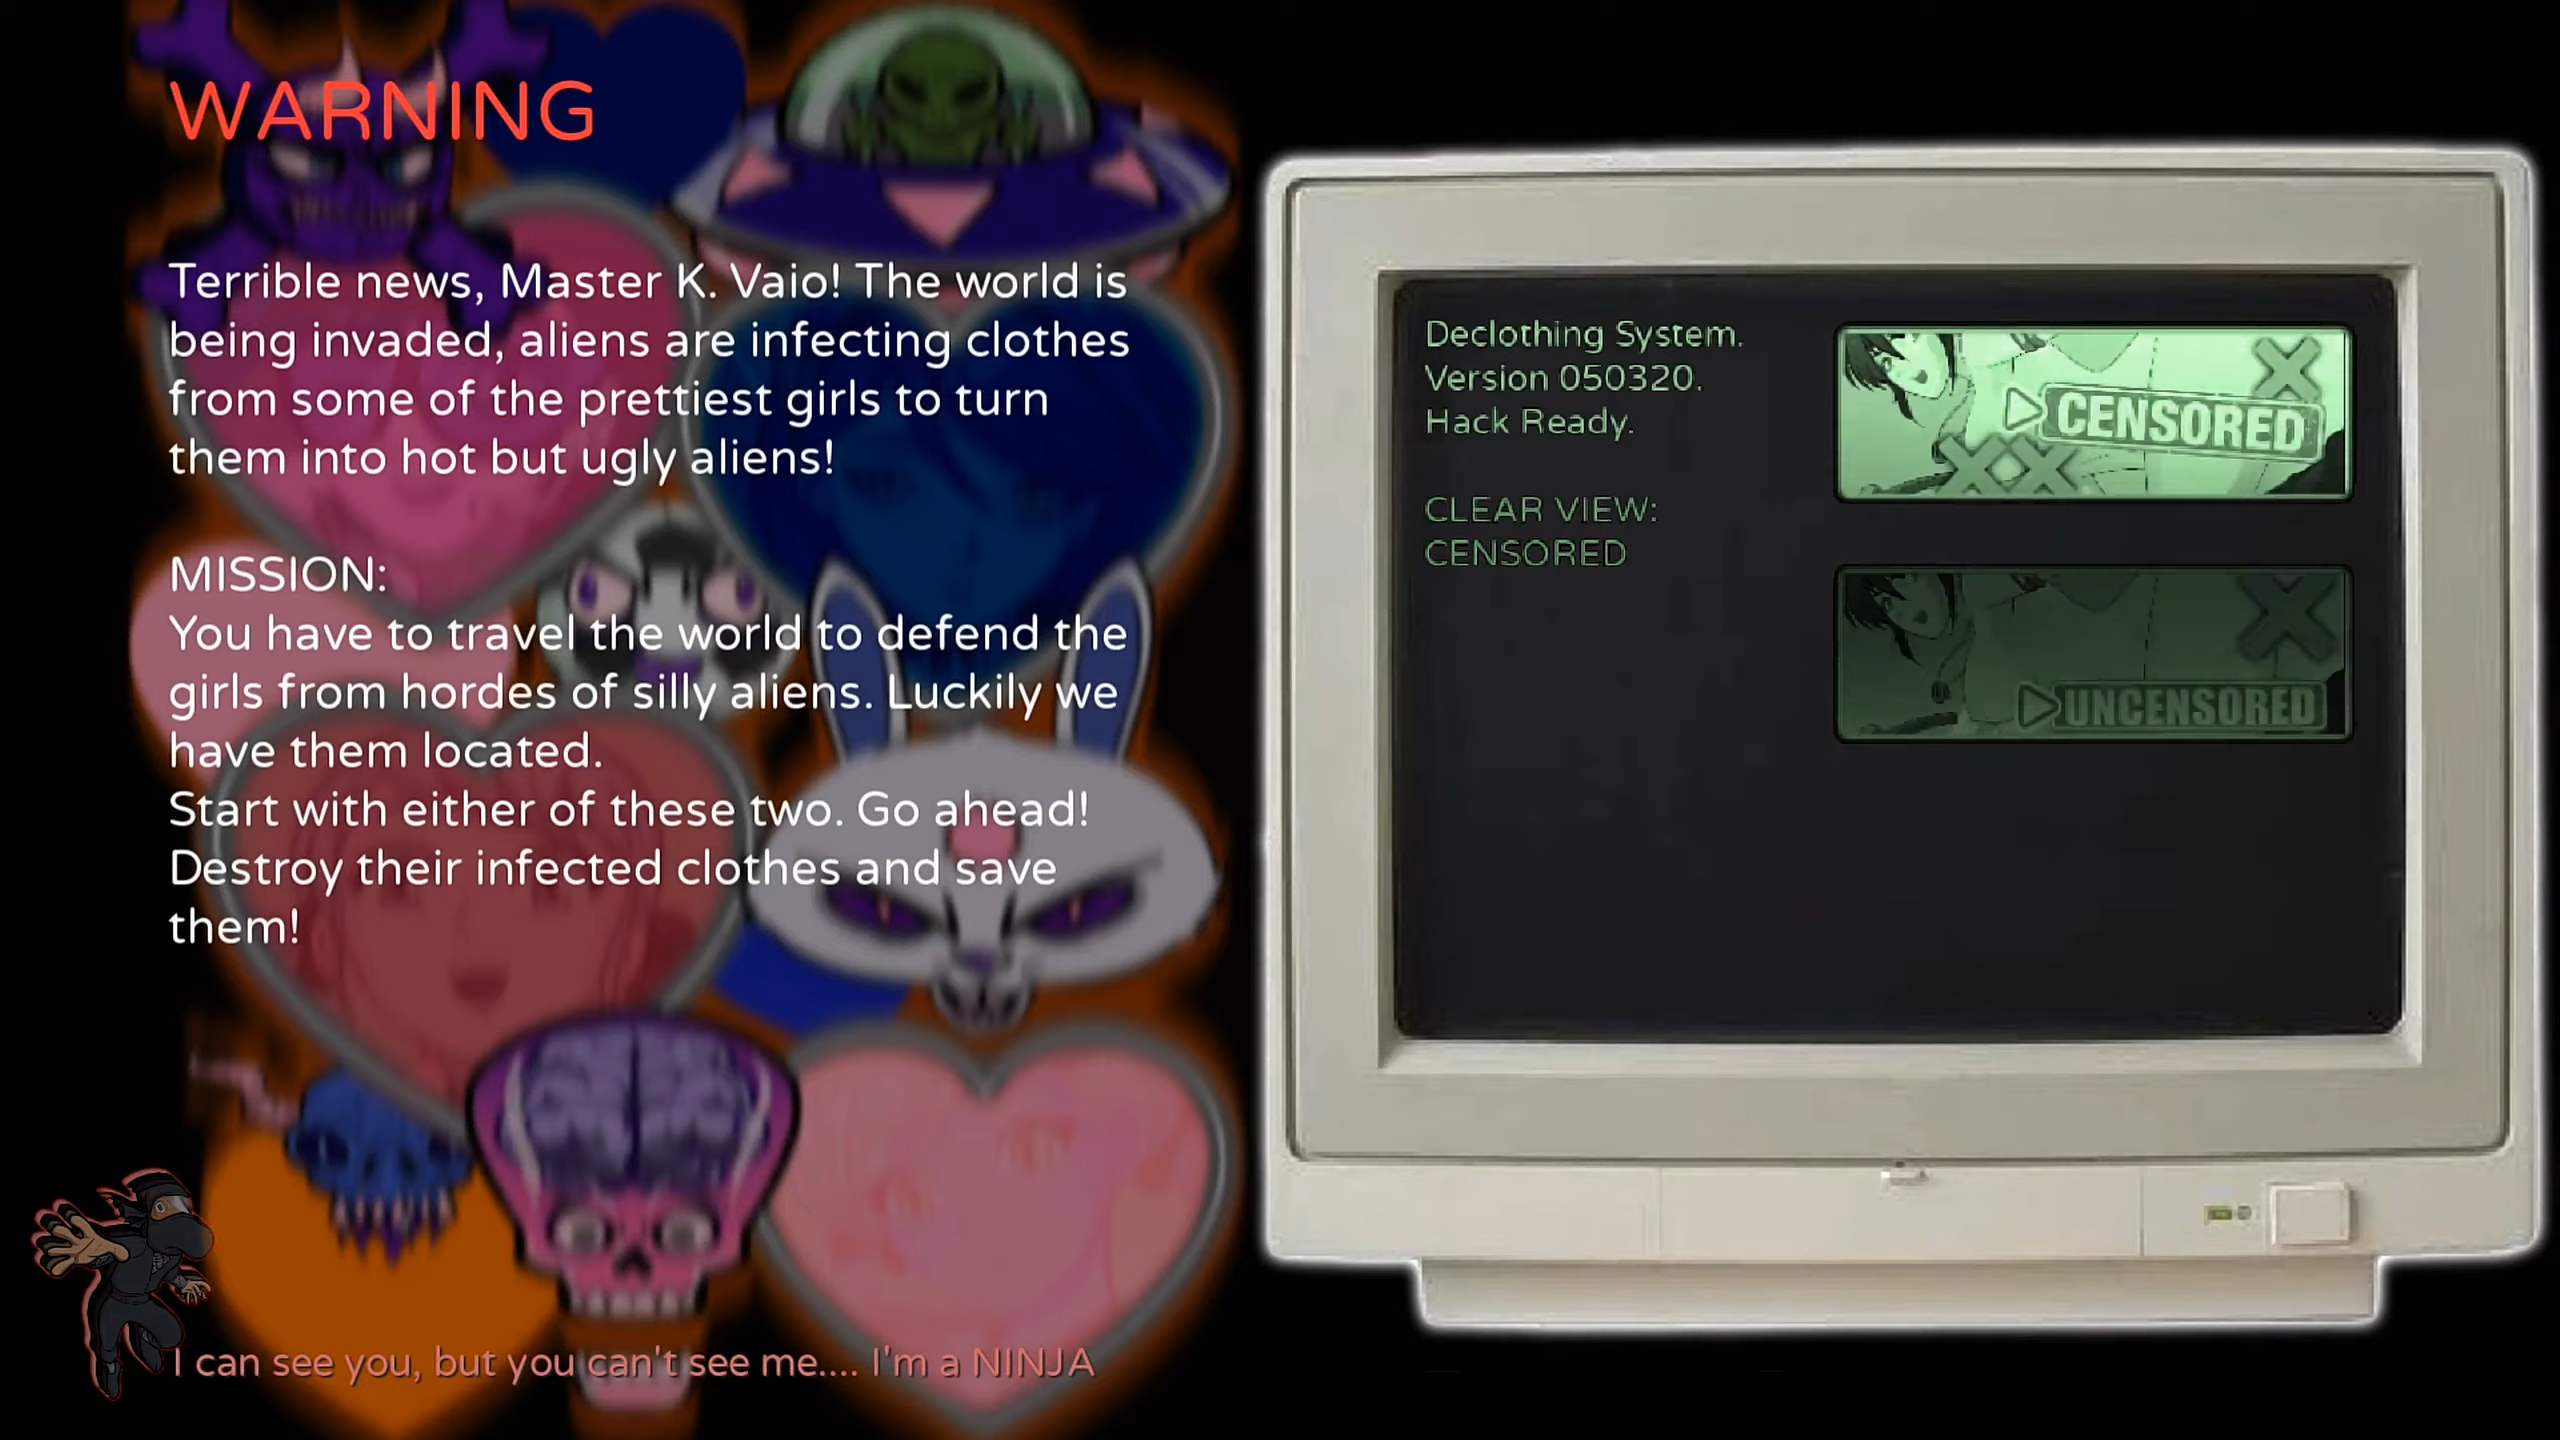 WARNING
Terrible news, Master K. Vaio! The world is
being invaded, aliens are infecting clothes
from some of the prettiest girls to turn
them into hot but ugly aliens!
MISSION:
You have to travel the world to defend the
girls from hordes of silly aliens. Luckily we
have them located.
Start with either of these two. Go ahead!
Destroy their infected clothes and save
them!
I can see you, but you can't see me.... I'm a NINJA
Declothing System.
Version 050320.
Hack Ready.
CLEAR VIEW:
CENSORED
CENSORED
UNCENSORED